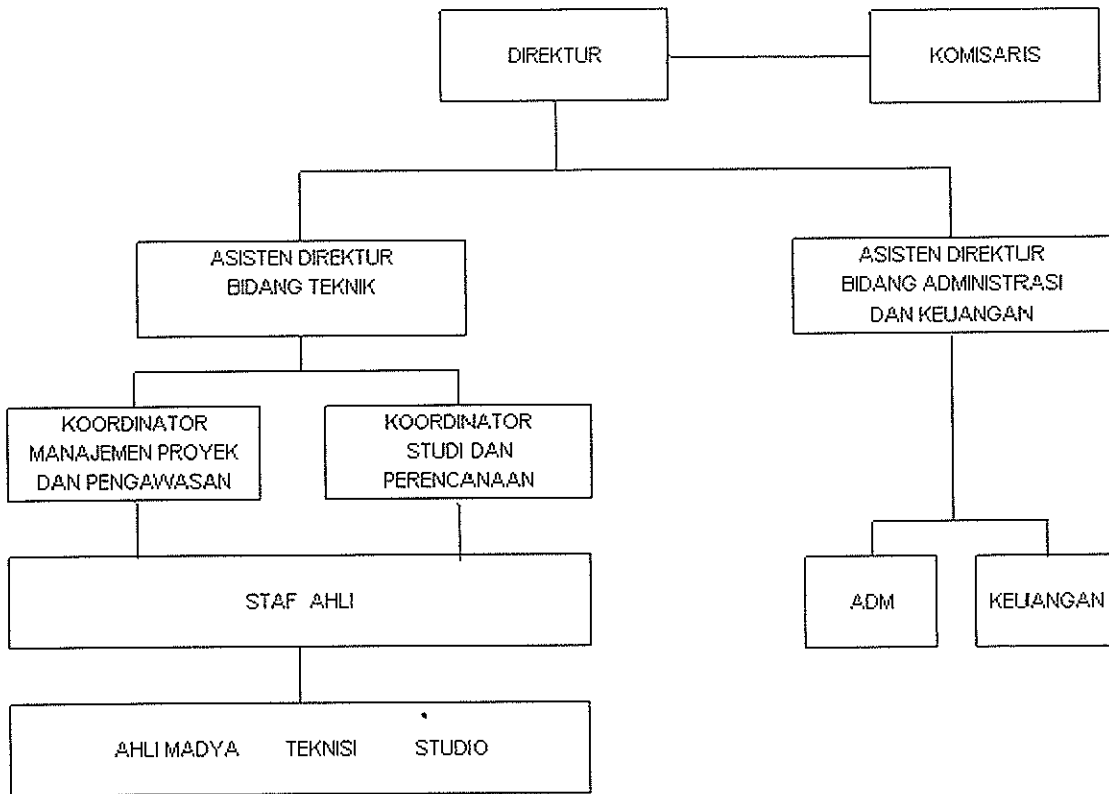 DIREKTUR
KOMISARIS
ASISTEN DIREKTUR
BIDANG TEKNIK
ASISTEN DIREKTUR
BIDANG ADMINISTRASI
DAN KEUANGAN
KOORDINATOR
MANAJEMEN PROYEK
DAN PENGAWASAN
KOORDINATOR
STUDI DAN
PERENCANAAN
STAF AHLI
ADM
KEUANGAN
AHLI MADYA TEKNISI STUDIO